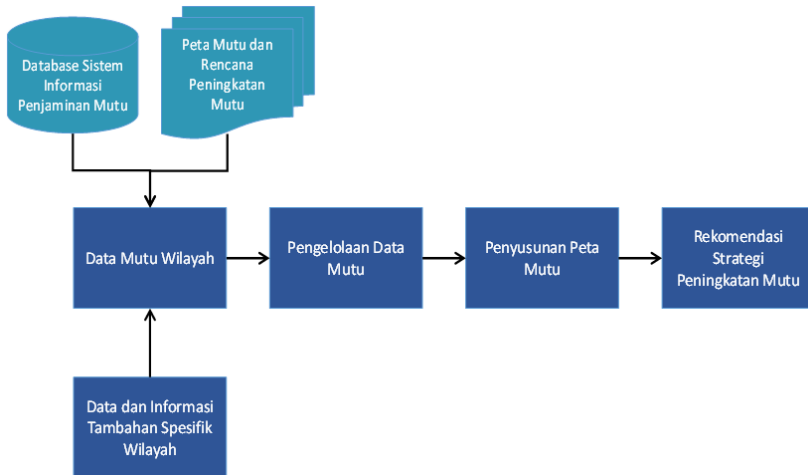 Database Sistem
Informasi
Penjaminan Mutu
Peta Mutu dan
Rencana
Peningkatan
Mutu
Data Mutu Wilayah
Pengelolaan Data
Mutu
Penyusunan Peta
Mutu
Rekomendasi
Strategi
Peningkatan Mutu
Data dan Informasi
Tambahan Spesifik
Wilayah